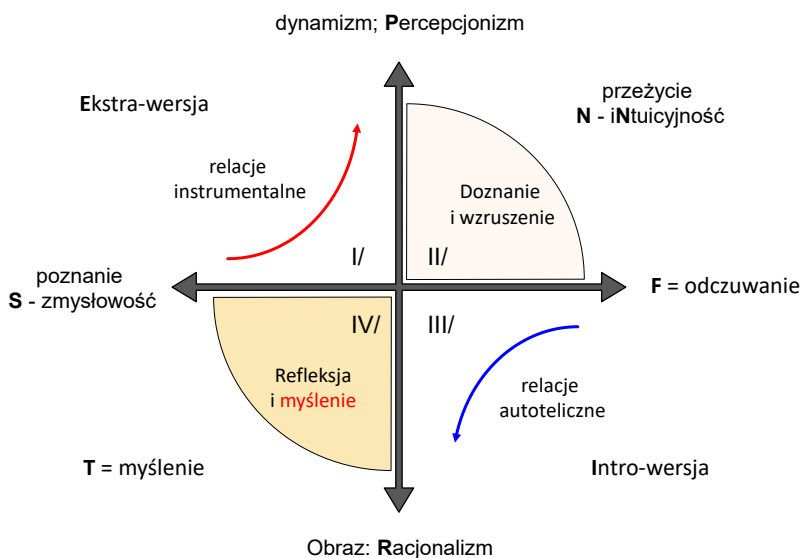 dynamizm; Percepcjonizm
Ekstra-wersja
przeżycie
N - iNtuicyjność
relacje
instrumentalne
Doznanie
i wzruszenie
I/
II/
poznanie
S - zmysłowość
F = odczuwanie
IV/
III/
Refleksja
i myślenie
relacje
autoteliczne
T = myślenie
Intro-wersja
Obraz: Racjonalizm